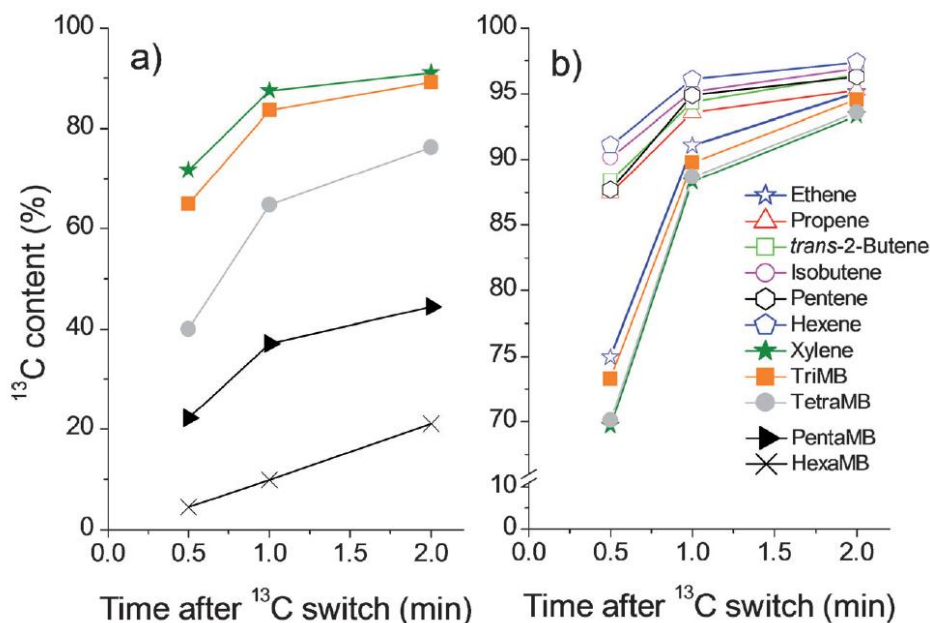 a)
100
80
60
40
20
0
¹³C content (%)
0.0 0.5 1.0 1.5 2.0
Time after ¹³C switch (min)
b)
100
95
90
85
80
75
70
10
0
Ethene
Propene
trans-2-Butene
Isobutene
Pentene
Hexene
Xylene
TriMB
TetraMB
PentaMB
HexaMB
0.0 0.5 1.0 1.5 2.0
Time after ¹³C switch (min)